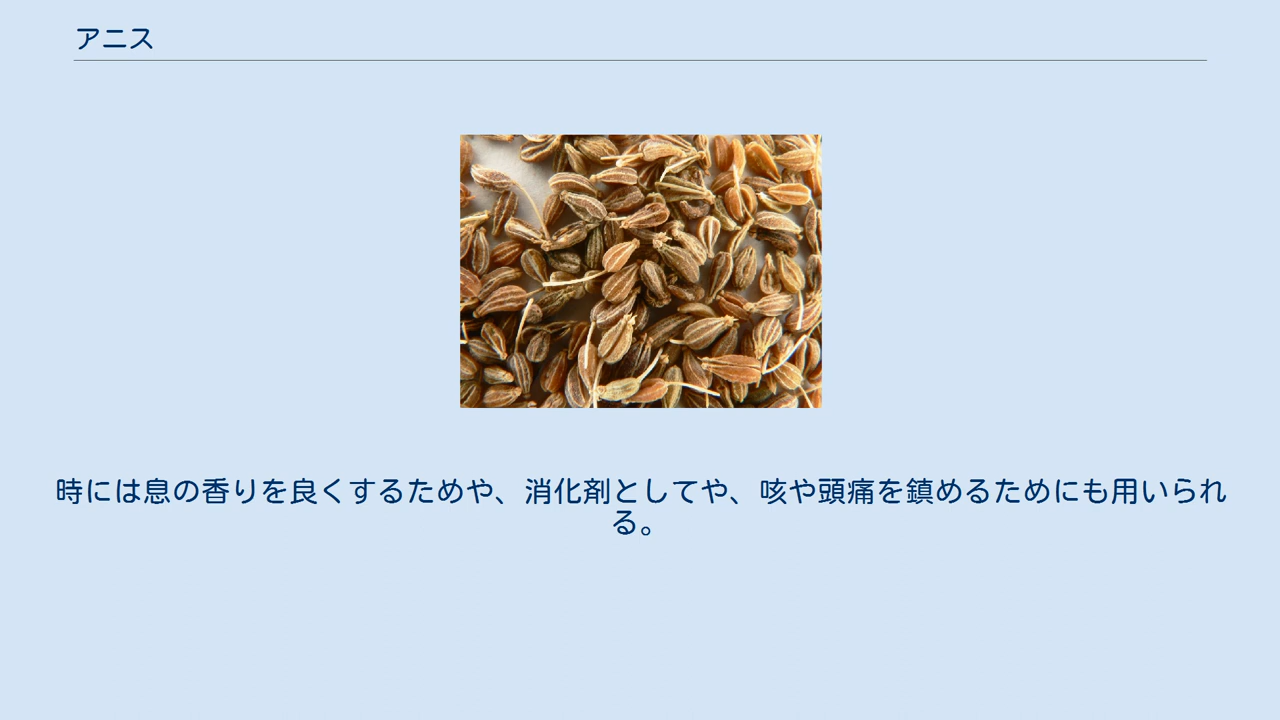 アニス
時には息の香りを良くするためや、消化剤としてや、咳や頭痛を鎮めるためにも用いられ
る。